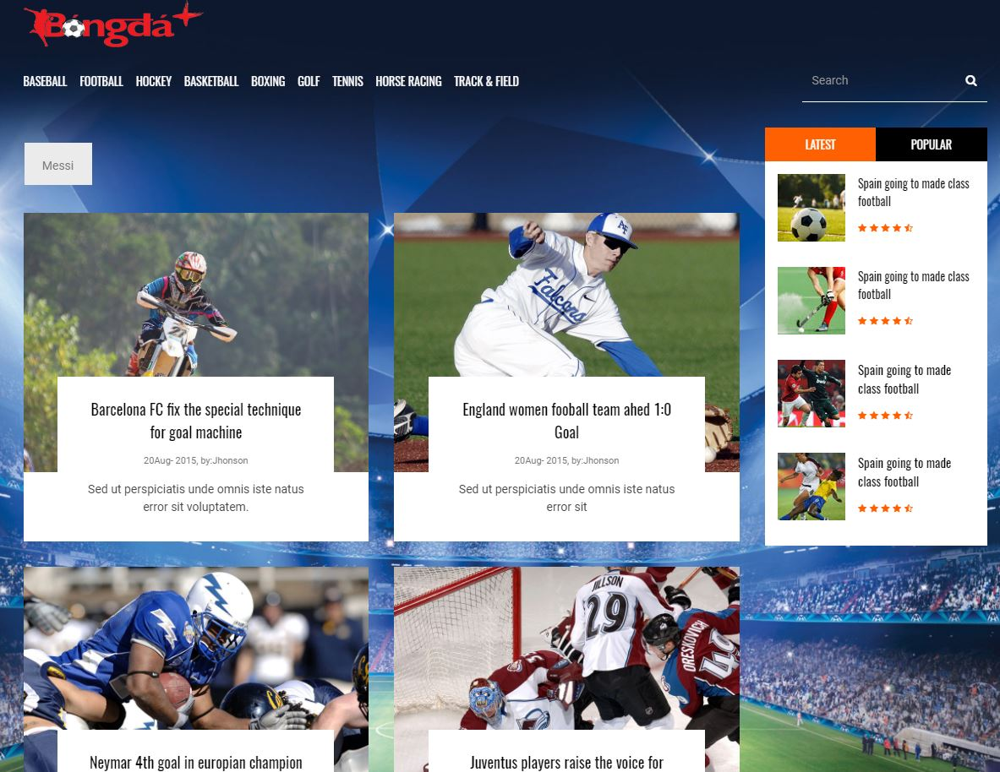 Bóngdá+
BASEBALL FOOTBALL HOCKEY BASKETBALL BOXING GOLF TENNIS HORSE RACING TRACK & FIELD
Search
Messi
Barcelona FC fix the special technique
for goal machine
20Aug- 2015, by:Jhonson
Sed ut perspiciatis unde omnis iste natus
error sit voluptatem.
AF
Falcons
England women fooball team ahed 1:0
Goal
20Aug- 2015, by:Jhonson
Sed ut perspiciatis unde omnis iste natus
error sit
Neymar 4th goal in europian champion
JILLSON
29
ORESKOVICH
Juventus players raise the voice for
LATEST POPULAR
Spain going to made class
football
Spain going to made class
football
bwin
Spain going to made
class football
Spain going to made
class football